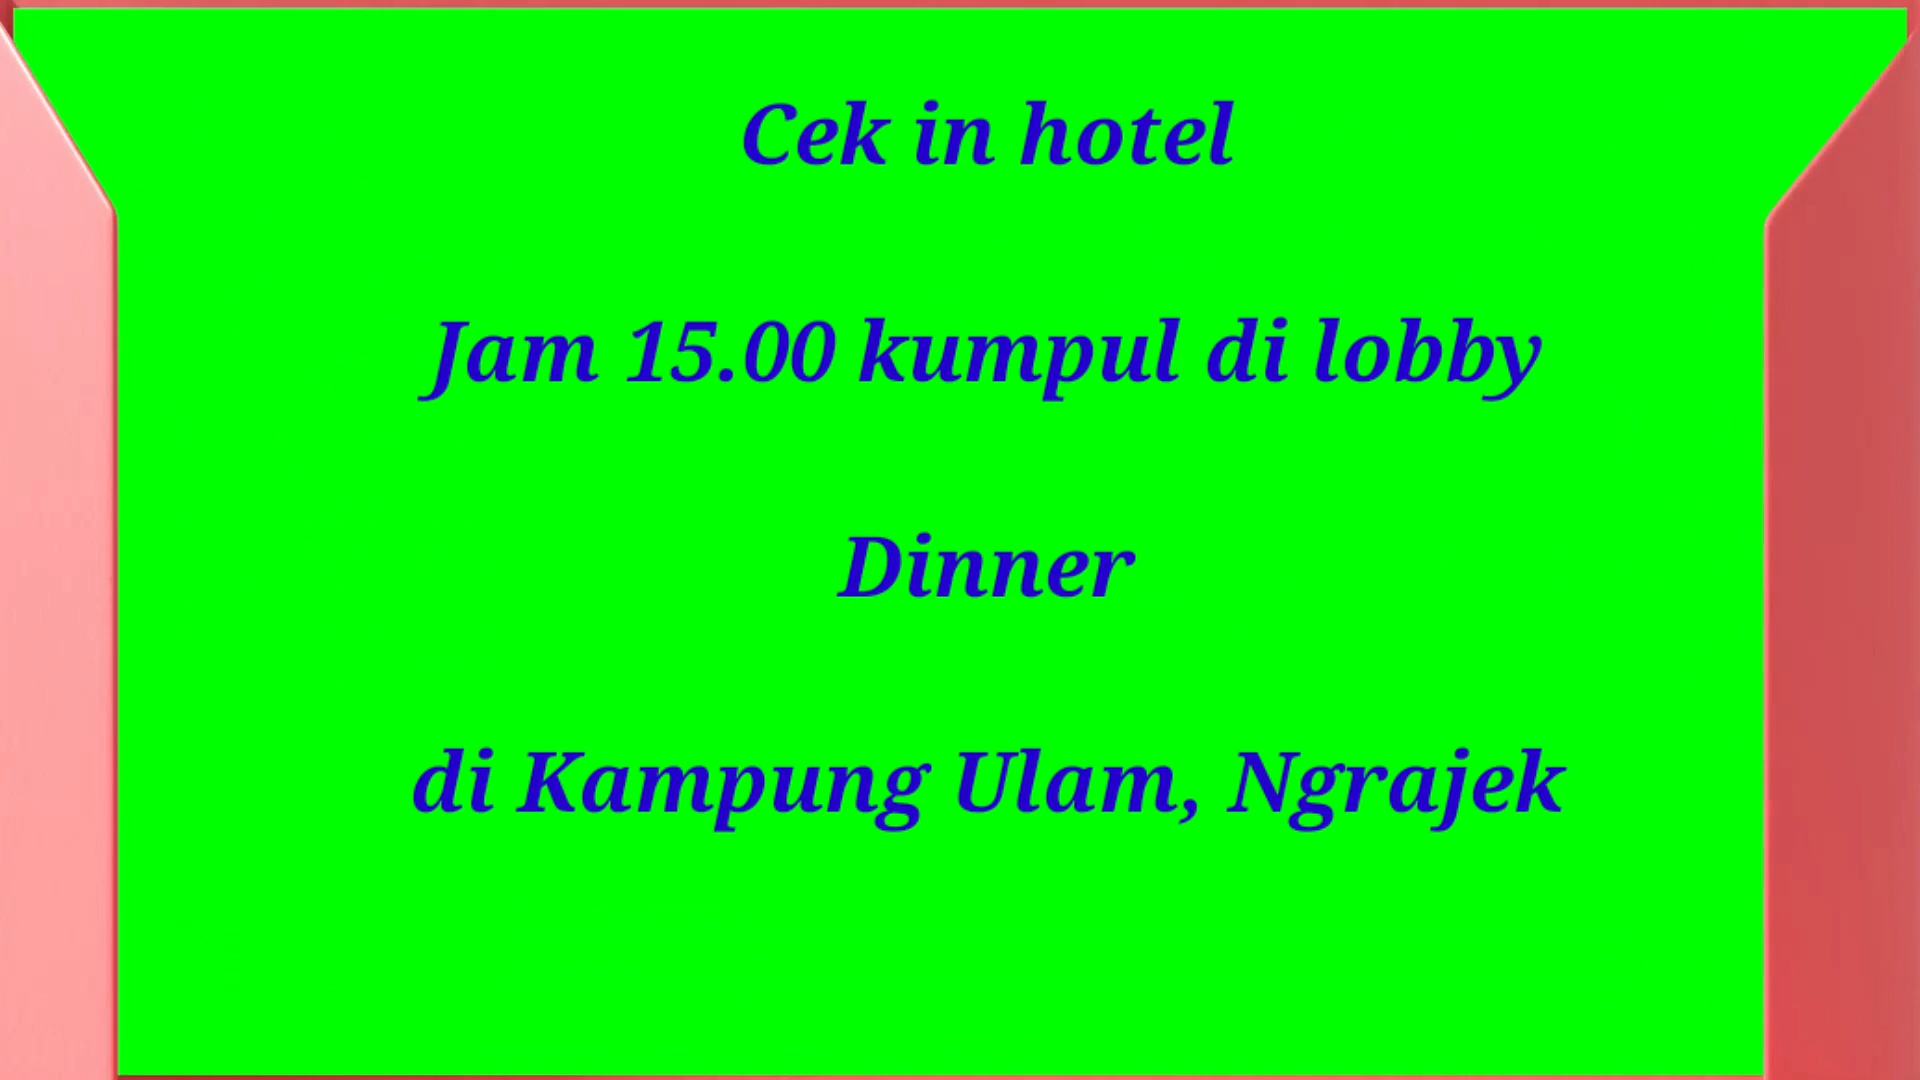 Cek in hotel
Jam 15.00 kumpul di lobby
Dinner
di Kampung Ulam, Ngrajek